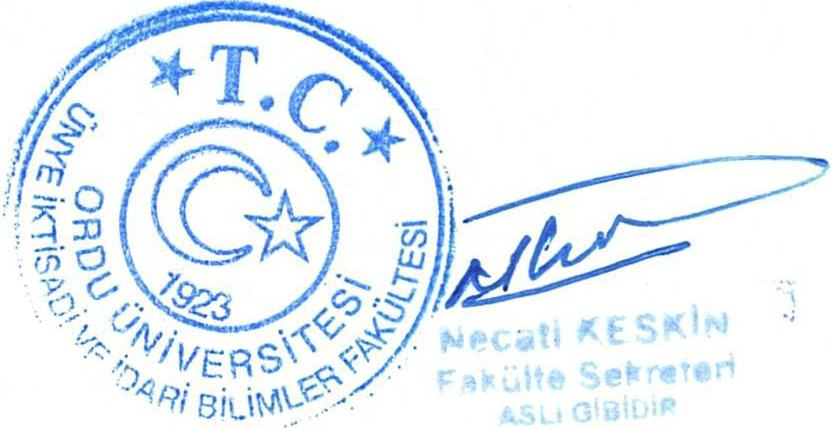 ★ T.C. ★
ÜNYE İKTİSADİ VE İDARİ BİLİMLER FAKÜLTESİ
ORDU ÜNİVERSİTESİ
1923
Necati KESKİN
Fakülte Sekreteri
ASLI GİBİDİR